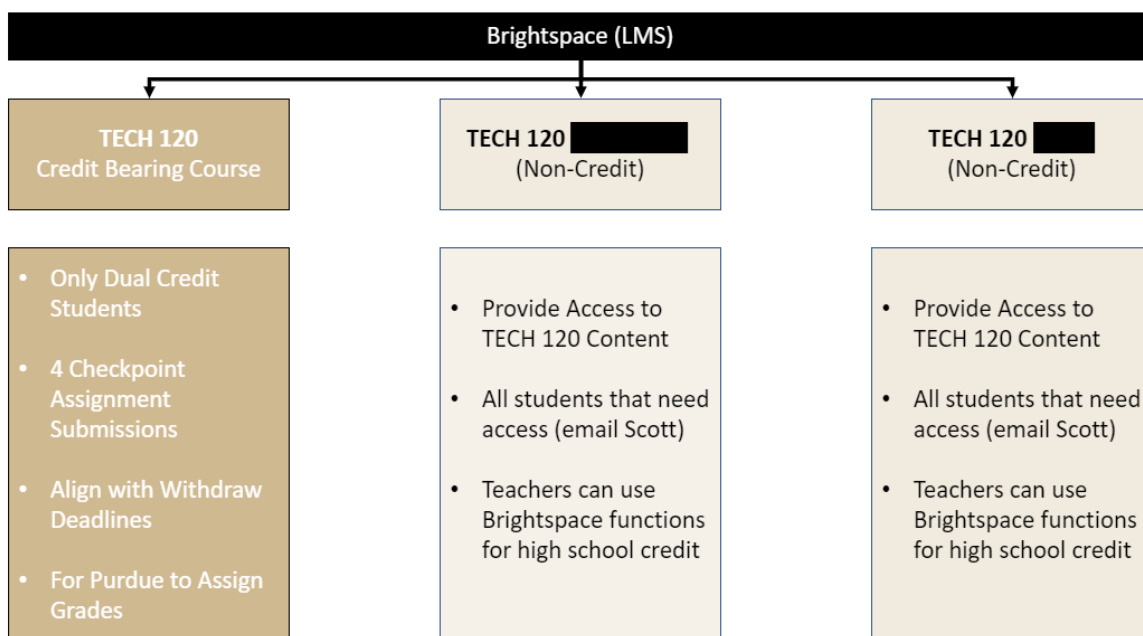 Brightspace (LMS)
TECH 120
Credit Bearing Course
TECH 120
(Non-Credit)
TECH 120
(Non-Credit)
• Only Dual Credit
Students
• 4 Checkpoint
Assignment
Submissions
• Align with Withdraw
Deadlines
• For Purdue to Assign
Grades
• Provide Access to
TECH 120 Content
• All students that need
access (email Scott)
• Teachers can use
Brightspace functions
for high school credit
• Provide Access to
TECH 120 Content
• All students that need
access (email Scott)
• Teachers can use
Brightspace functions
for high school credit